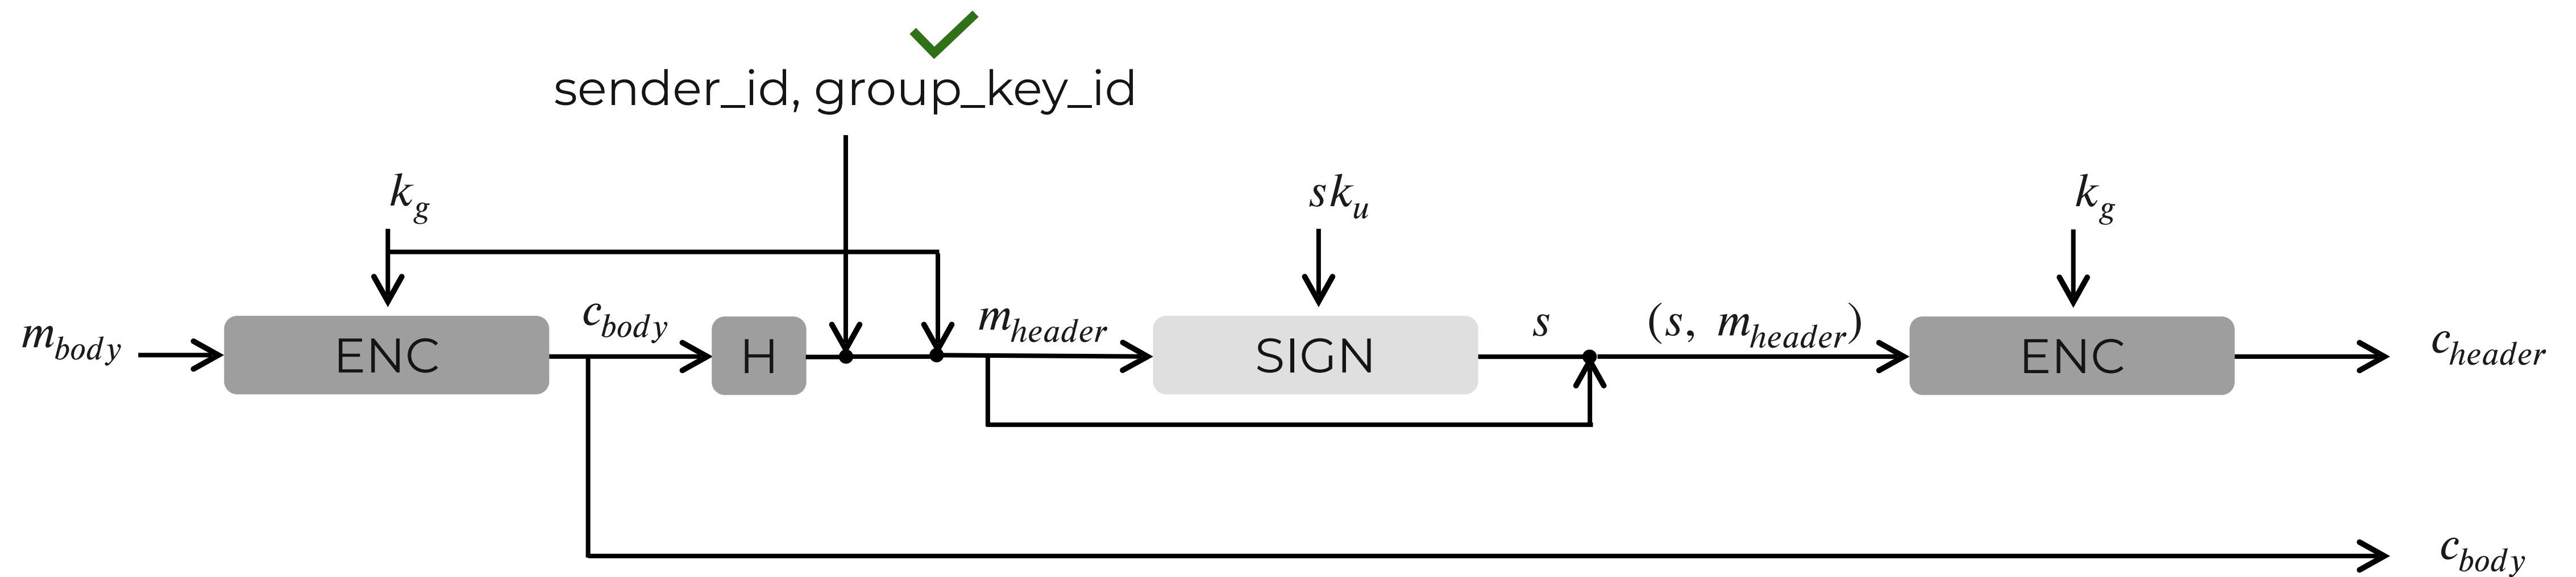 sender_id, group_key_id
k_g
sk_u
k_g
m_body
ENC
c_body
H
m_header
SIGN
s
(s, m_header)
ENC
c_header
c_body